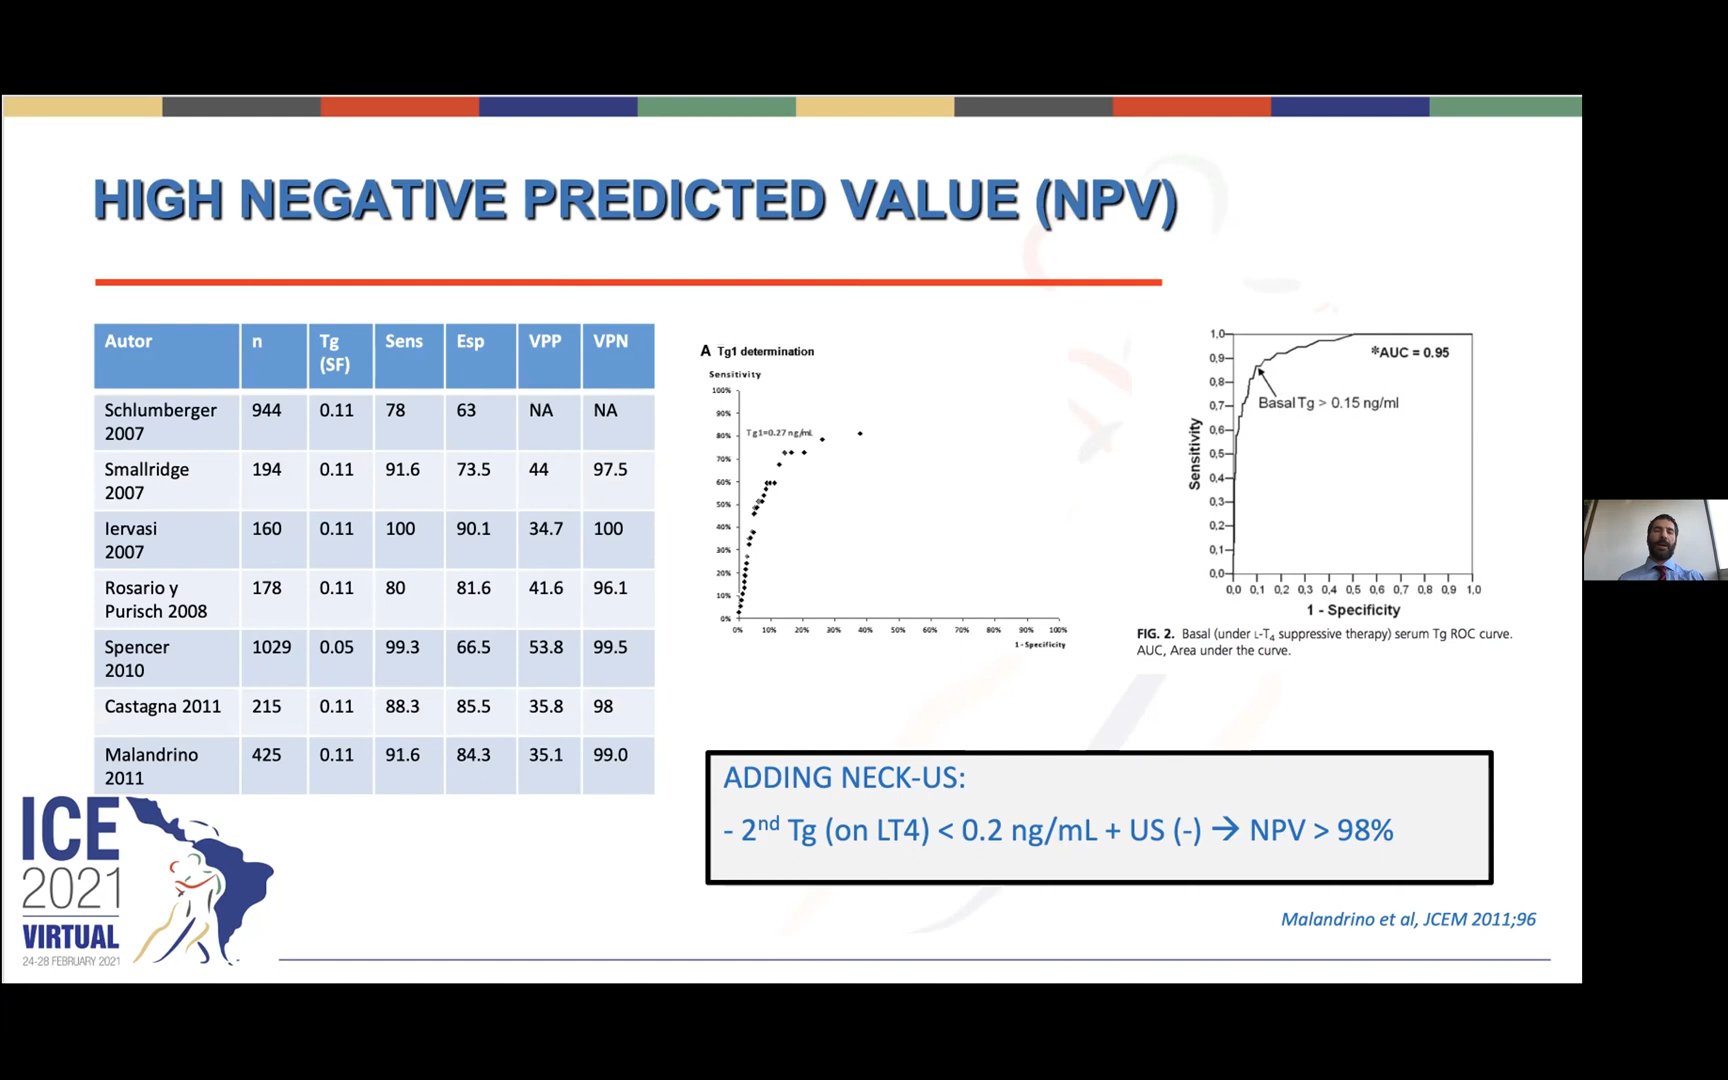 HIGH NEGATIVE PREDICTED VALUE (NPV)
Autor n Tg (SF) Sens Esp VPP VPN
Schlumberger 2007 944 0.11 78 63 NA NA
Smallridge 2007 194 0.11 91.6 73.5 44 97.5
Iervasi 2007 160 0.11 100 90.1 34.7 100
Rosario y Purisch 2008 178 0.11 80 81.6 41.6 96.1
Spencer 2010 1029 0.05 99.3 66.5 53.8 99.5
Castagna 2011 215 0.11 88.3 85.5 35.8 98
Malandrino 2011 425 0.11 91.6 84.3 35.1 99.0
A Tg1 determination
Sensitivity
100%
90%
80%
70%
60%
50%
40%
30%
20%
10%
0%
Tg1=0.27 ng/mL
0% 10% 20% 30% 40% 50% 60% 70% 80% 90% 100%
1-Specificity
1,0
0,9
0,8
0,7
0,6
0,5
0,4
0,3
0,2
0,1
0,0
Sensitivity
*AUC = 0.95
Basal Tg > 0.15 ng/ml
0,0 0,1 0,2 0,3 0,4 0,5 0,6 0,7 0,8 0,9 1,0
1 - Specificity
FIG. 2. Basal (under L-T4 suppressive therapy) serum Tg ROC curve.
AUC, Area under the curve.
ADDING NECK-US:
- 2nd Tg (on LT4) < 0.2 ng/mL + US (-) → NPV > 98%
Malandrino et al, JCEM 2011;96
ICE
2021
VIRTUAL
24-28 FEBRUARY 2021